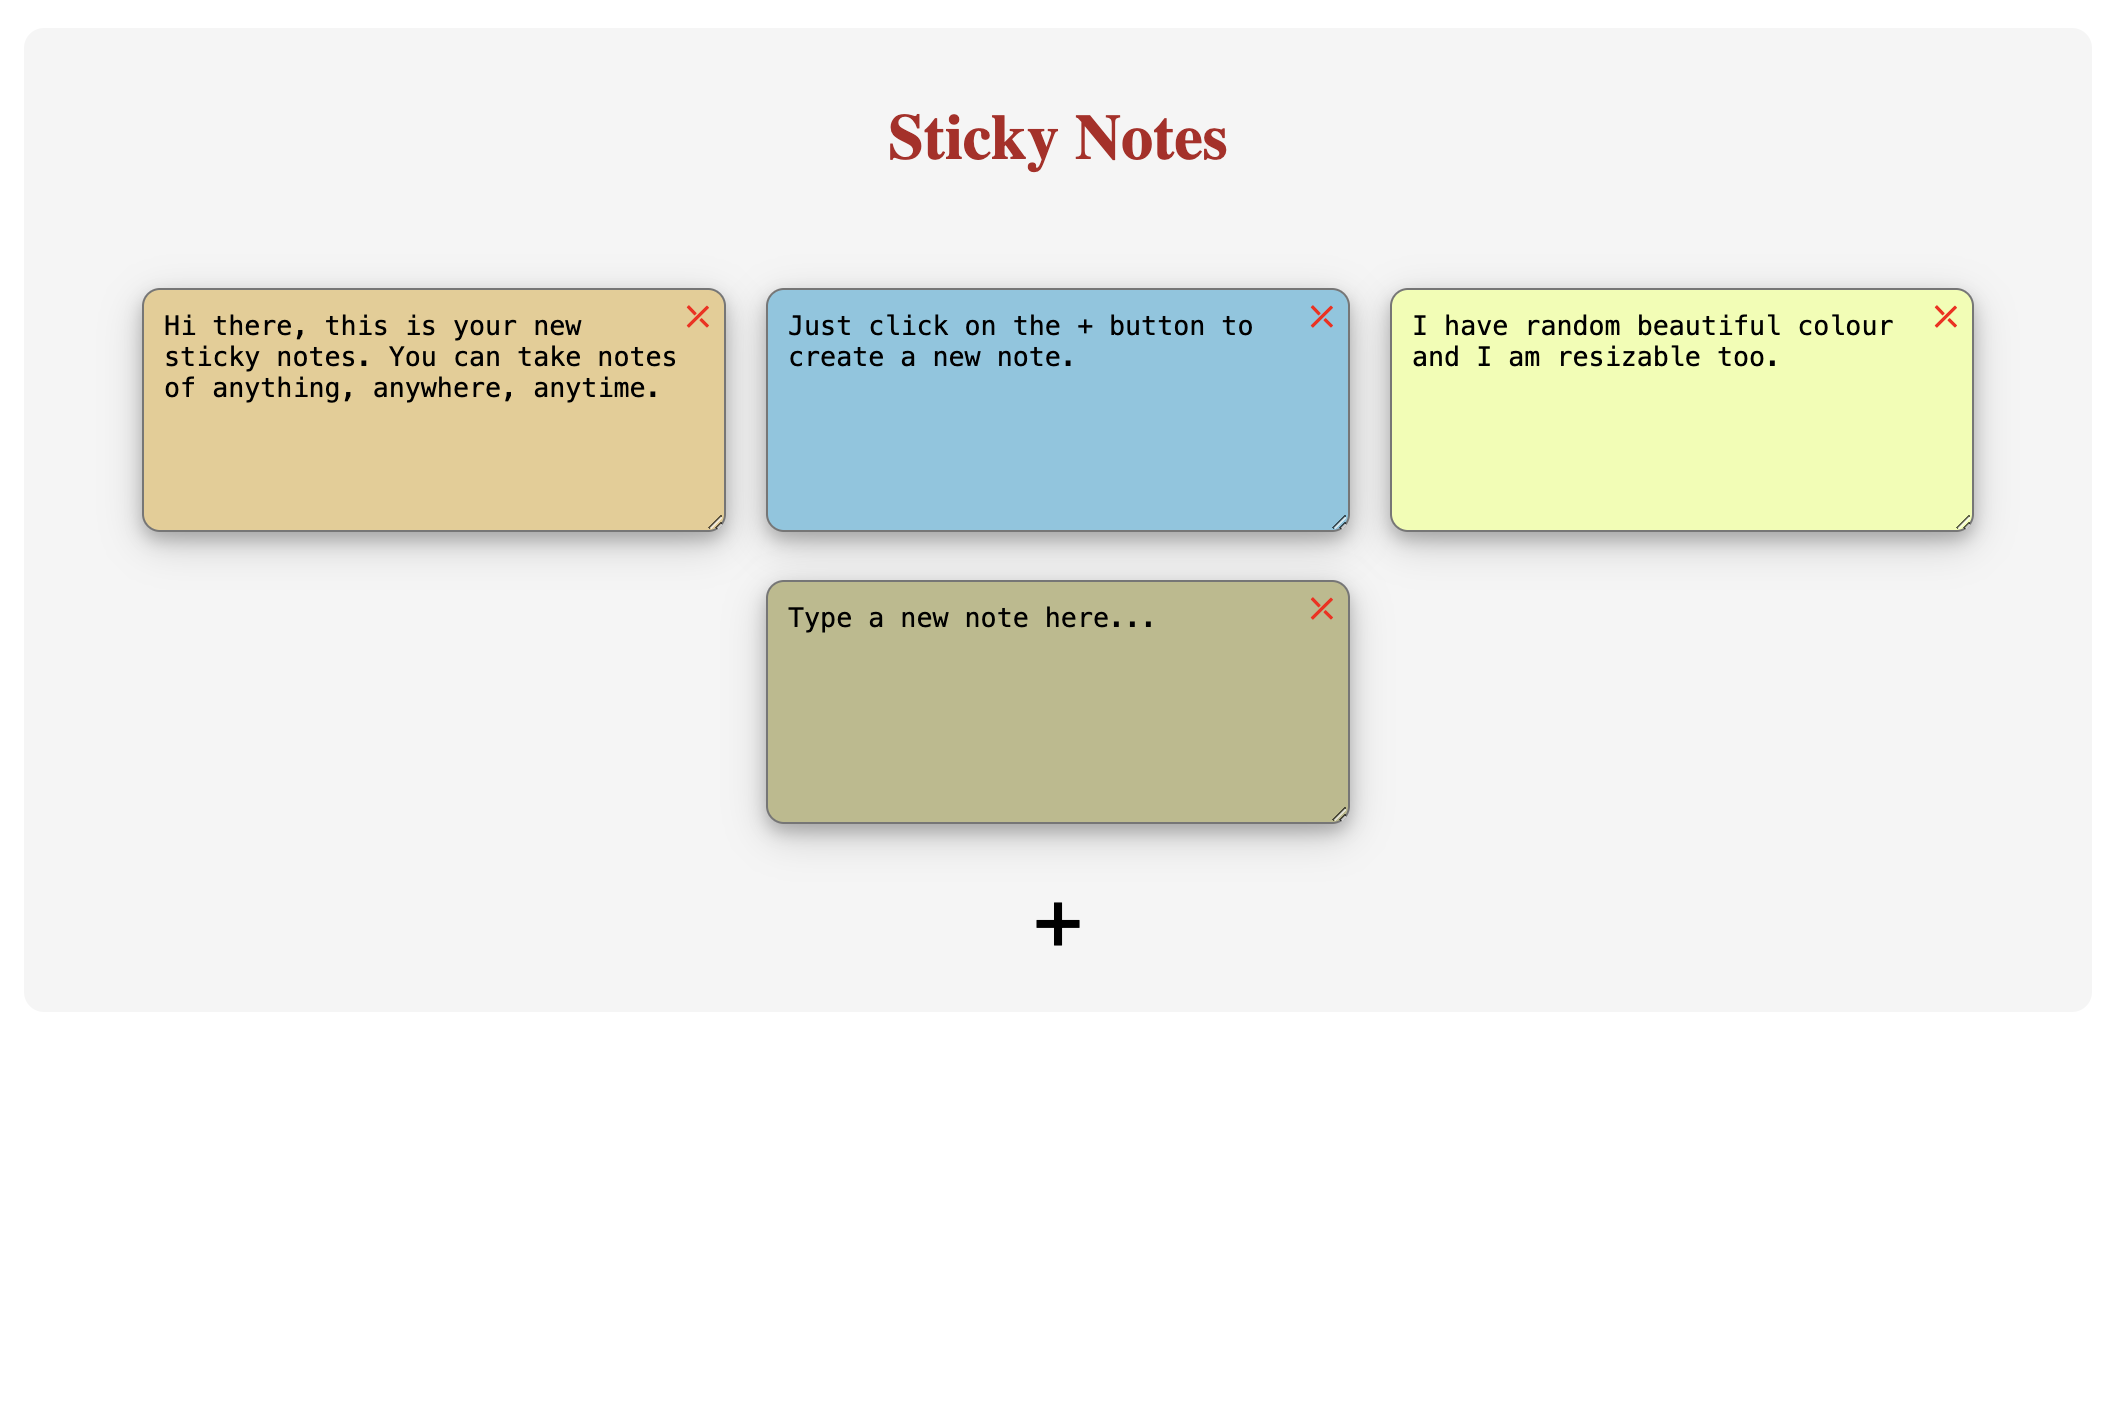 Sticky Notes
Hi there, this is your new
sticky notes. You can take notes
of anything, anywhere, anytime.
Just click on the + button to
create a new note.
I have random beautiful colour
and I am resizable too.
Type a new note here...
+